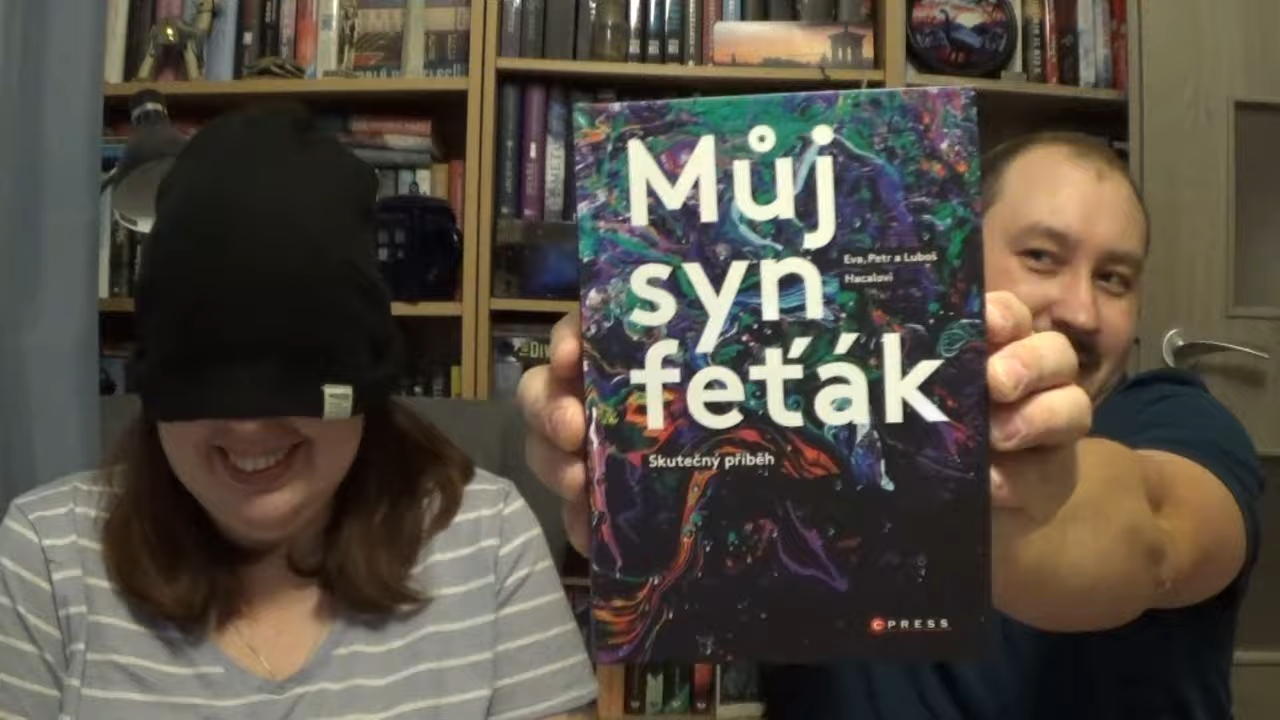 Můj
syn
feťák
Eva, Petr a Luboš
Hacalovi
Skutečný příběh
CPRESS